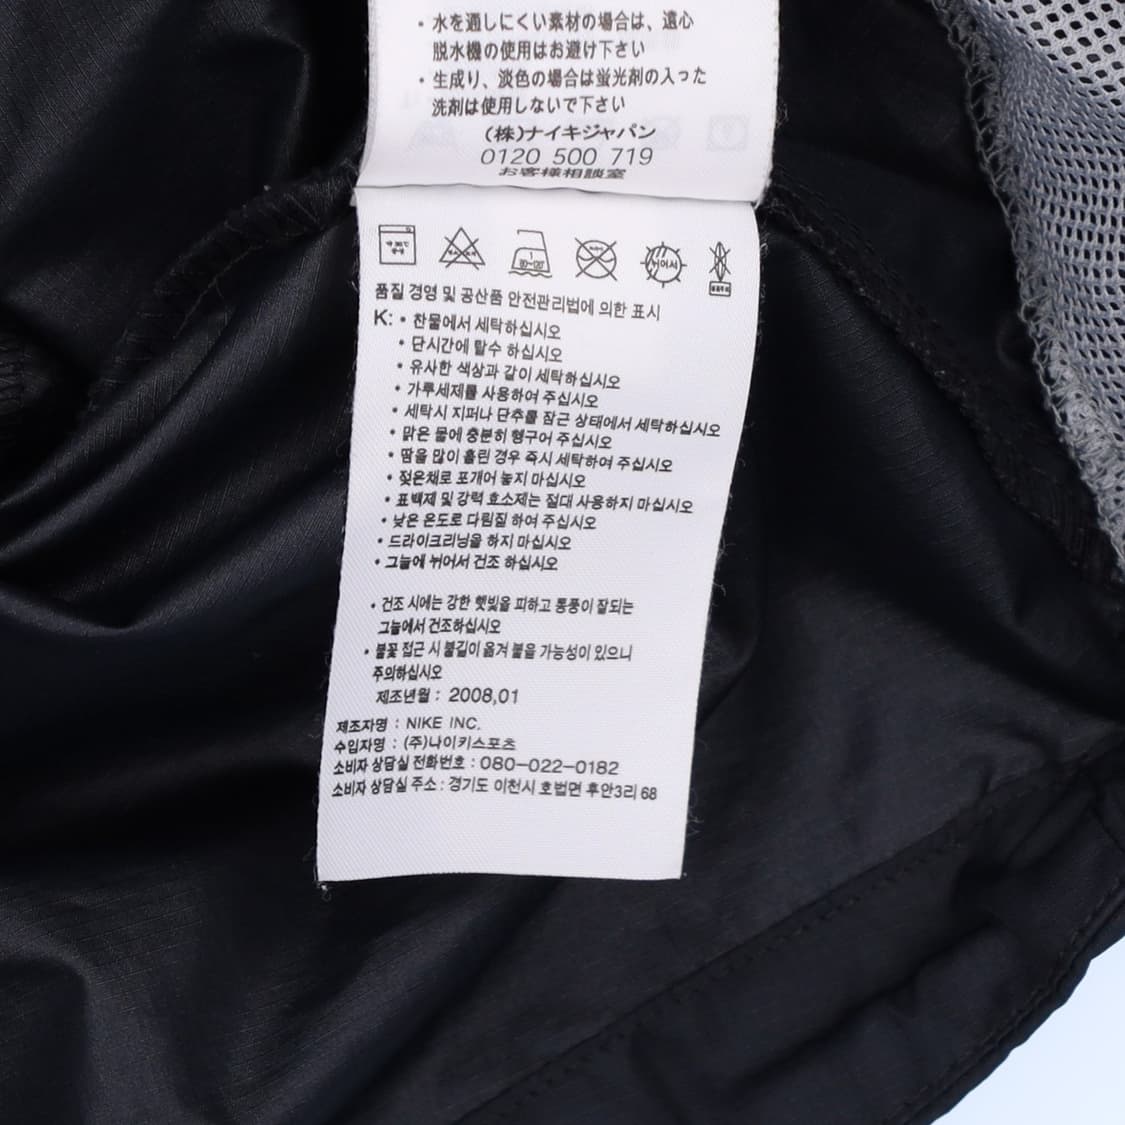 ・水を通しにくい素材の場合は、遠心
脱水機の使用はお避け下さい
・生成り、淡色の場合は蛍光剤の入った
洗剤は使用しないで下さい
(株)ナイキジャパン
0120 500 719
お客様相談室
품질 경영 및 공산품 안전관리법에 의한 표시
K: • 찬물에서 세탁하십시오
• 단시간에 탈수 하십시오
• 유사한 색상과 같이 세탁하십시오
• 가루세제를 사용하여 주십시오
• 세탁시 지퍼나 단추를 잠근 상태에서 세탁하십시오
• 맑은 물에 충분히 헹구어 주십시오
• 땀을 많이 흘린 경우 즉시 세탁하여 주십시오
• 젖은채로 포개어 놓지 마십시오
• 표백제 및 강력 효소제는 절대 사용하지 마십시오
• 낮은 온도로 다림질 하여 주십시오
• 드라이크리닝을 하지 마십시오
• 그늘에 뉘어서 건조 하십시오
• 건조 시에는 강한 햇빛을 피하고 통풍이 잘되는
그늘에서 건조하십시오
• 불꽃 접근 시 불길이 옮겨 붙을 가능성이 있으니
주의하십시오
제조년월 : 2008,01
제조자명 : NIKE INC.
수입자명 : (주)나이키스포츠
소비자 상담실 전화번호 : 080-022-0182
소비자 상담실 주소 : 경기도 이천시 호법면 후안3리 68